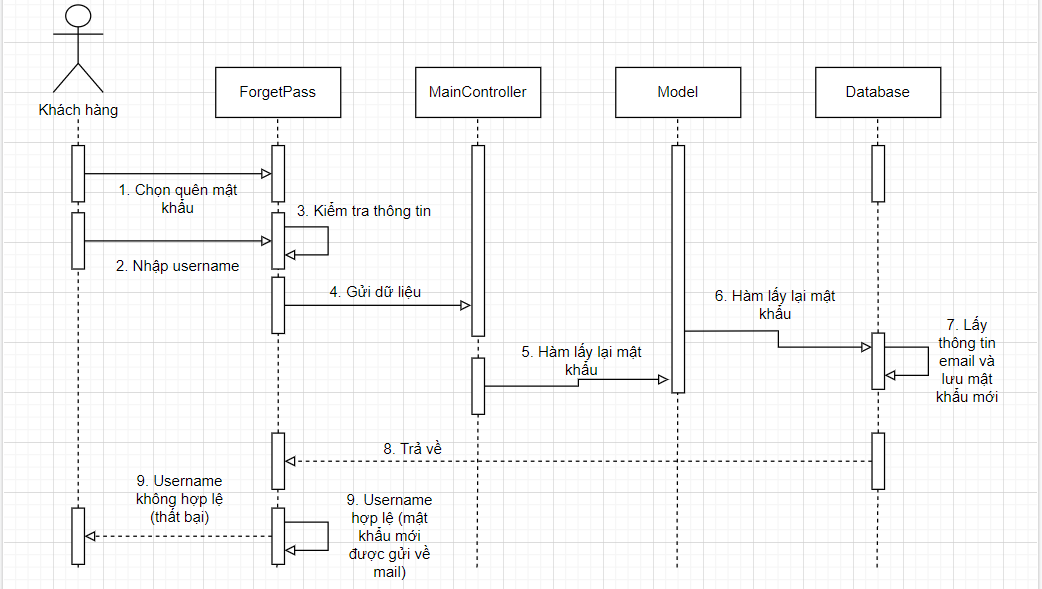 Khách hàng
ForgetPass
MainController
Model
Database
1. Chọn quên mật
khẩu
3. Kiểm tra thông tin
2. Nhập username
4. Gửi dữ liệu
6. Hàm lấy lại mật
khẩu
5. Hàm lấy lại mật
khẩu
7. Lấy
thông tin
email và
lưu mật
khẩu mới
8. Trả về
9. Username
không hợp lệ
(thất bại)
9. Username
hợp lệ (mật
khẩu mới
được gửi về
mail)